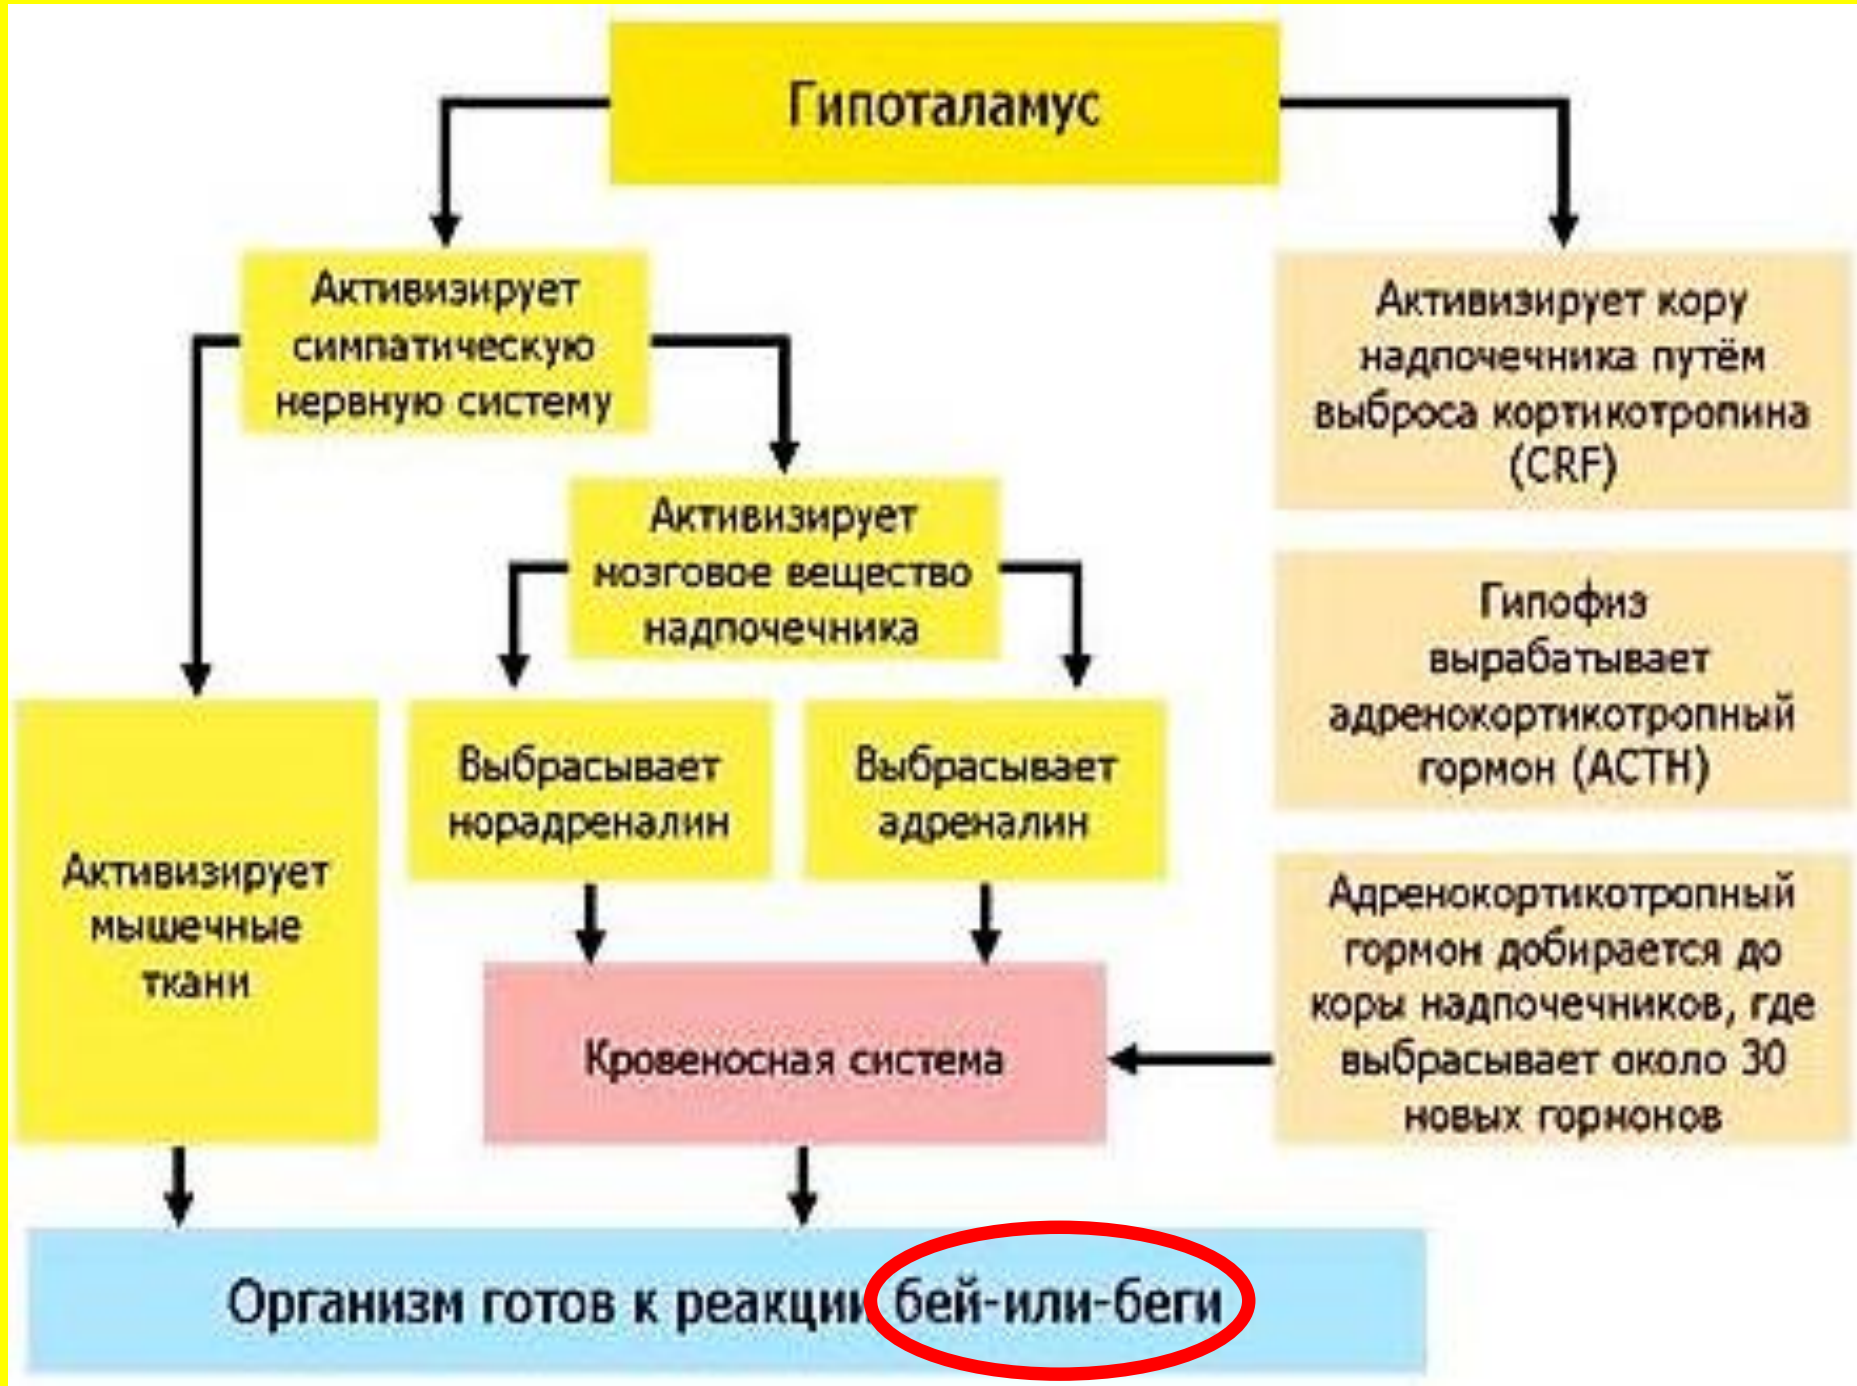 Гипоталамус
Активизирует
симпатическую
нервную систему
Активизирует кору
надпочечника путём
выброса кортикотропина
(CRF)
Активизирует
мозговое вещество
надпочечника
Гипофиз
вырабатывает
адренокортикотропный
гормон (ACTH)
Активизирует
мышечные
ткани
Выбрасывает
норадреналин
Выбрасывает
адреналин
Адренокортикотропный
гормон добирается до
коры надпочечников, где
выбрасывает около 30
новых гормонов
Кровеносная система
Организм готов к реакции бей-или-беги